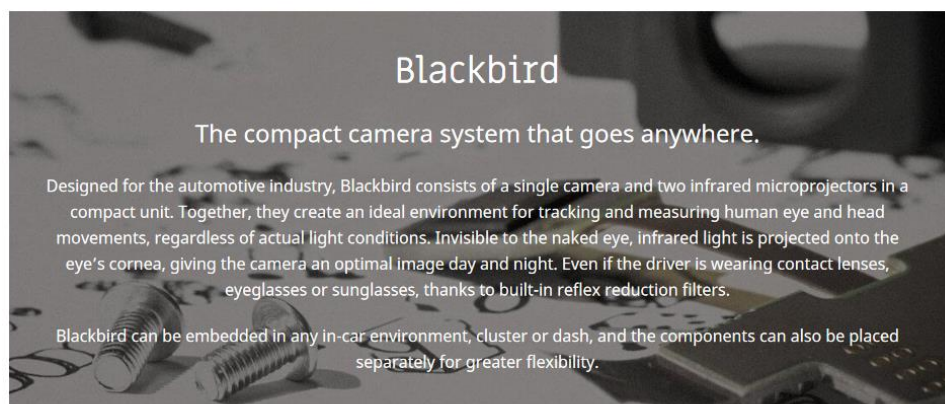 Blackbird
The compact camera system that goes anywhere.
Designed for the automotive industry, Blackbird consists of a single camera and two infrared microprojectors in a
compact unit. Together, they create an ideal environment for tracking and measuring human eye and head
movements, regardless of actual light conditions. Invisible to the naked eye, infrared light is projected onto the
eye’s cornea, giving the camera an optimal image day and night. Even if the driver is wearing contact lenses,
eyeglasses or sunglasses, thanks to built-in reflex reduction filters.
Blackbird can be embedded in any in-car environment, cluster or dash, and the components can also be placed
separately for greater flexibility.